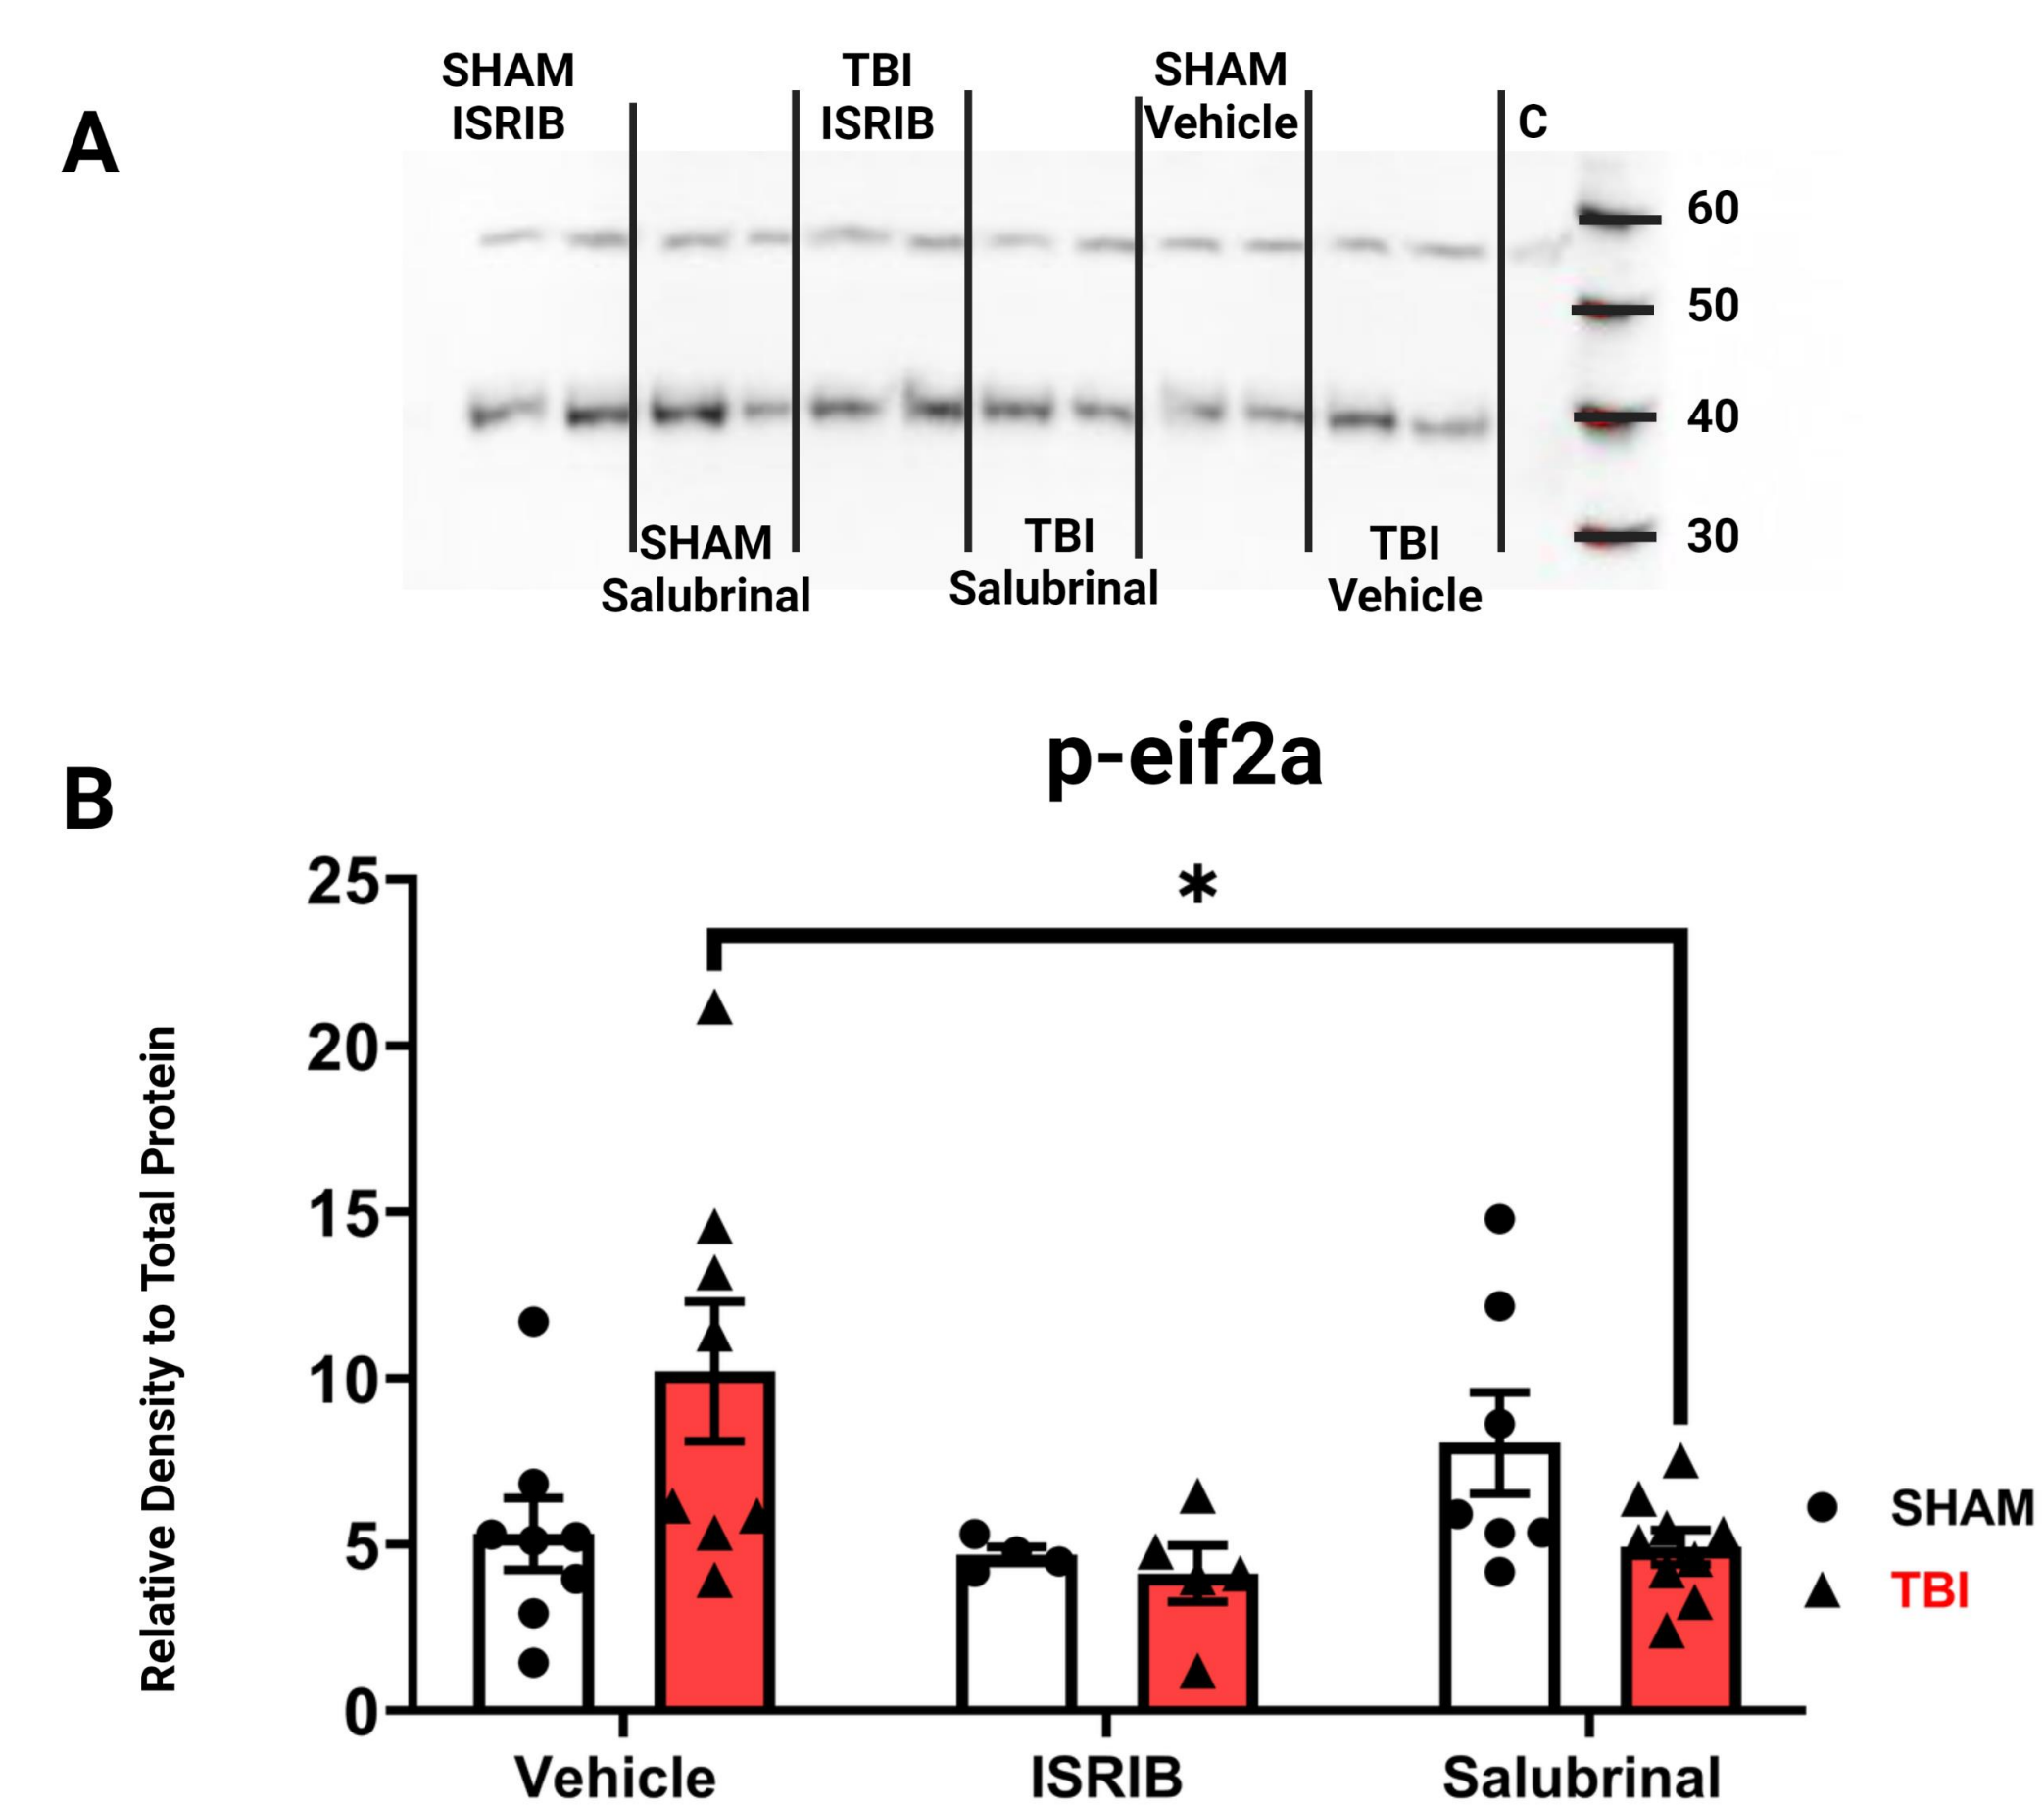 A
SHAM
ISRIB
TBI
ISRIB
SHAM
Vehicle
C
60
50
40
30
SHAM
Salubrinal
TBI
Salubrinal
TBI
Vehicle
B
p-eif2a
*
Relative Density to Total Protein
25
20
15
10
5
0
Vehicle
ISRIB
Salubrinal
SHAM
TBI